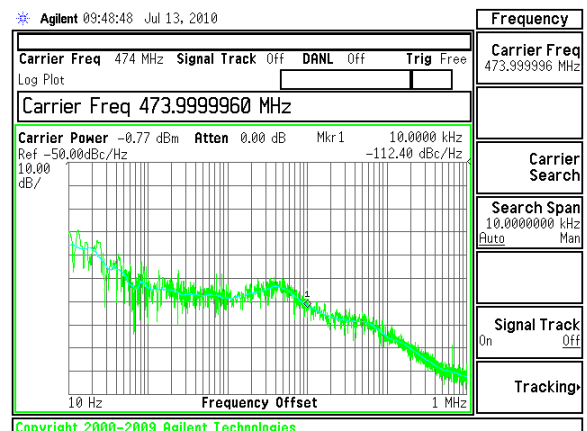 Agilent 09:48:48 Jul 13, 2010
Frequency
Carrier Freq 474 MHz Signal Track Off DANL Off Trig Free
Log Plot
Carrier Freq 473.9999960 MHz
Carrier Power -0.77 dBm Atten 0.00 dB Mkr1 10.0000 kHz
Ref -50.00dBc/Hz -112.40 dBc/Hz
10.00
dB/
1
10 Hz Frequency Offset 1 MHz
Copyright 2000-2009 Agilent Technologies
Carrier Freq
473.999996 MHz
Carrier
Search
Search Span
10.0000000 kHz
Auto Man
Signal Track
On Off
Tracking